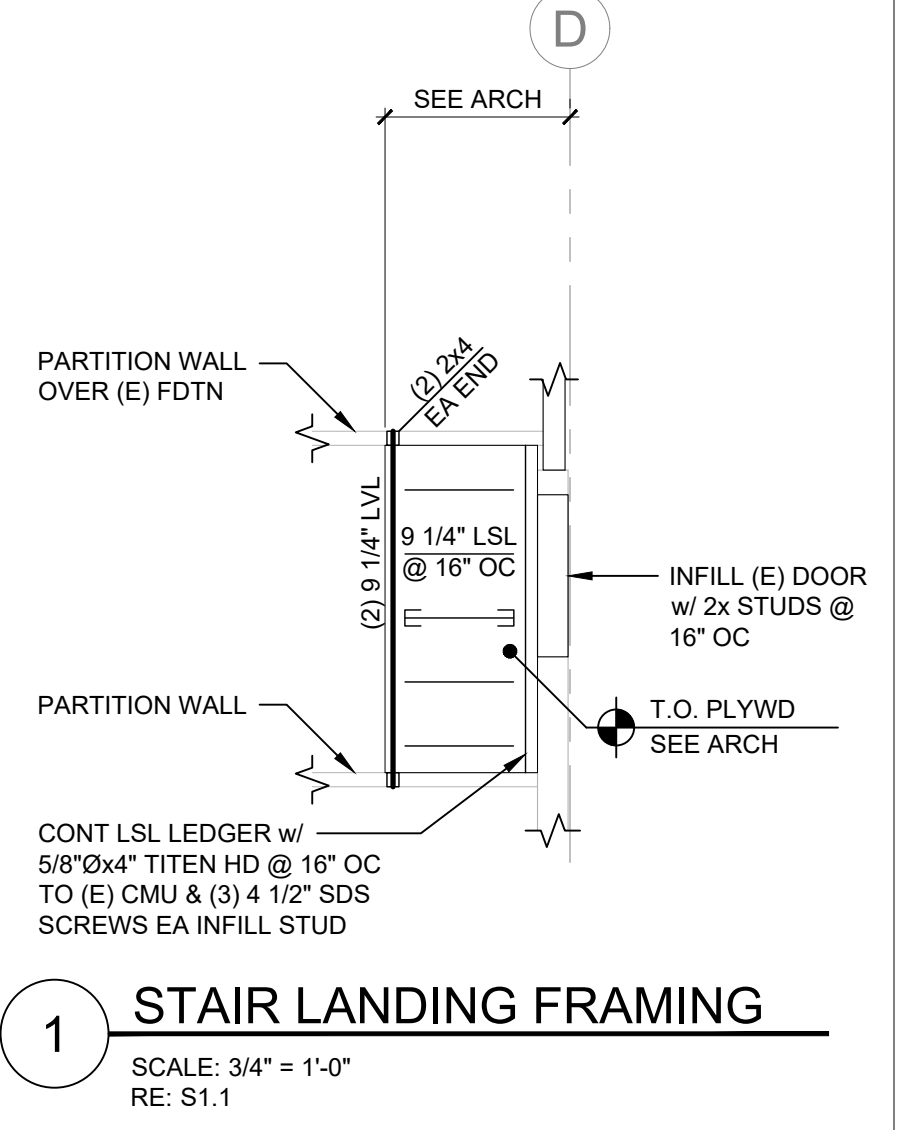 D
SEE ARCH
PARTITION WALL
OVER (E) FDTN
(2) 2x4
EA END
(2) 9 1/4" LVL
9 1/4" LSL
@ 16" OC
INFILL (E) DOOR
w/ 2x STUDS @
16" OC
PARTITION WALL
T.O. PLYWD
SEE ARCH
CONT LSL LEDGER w/
5/8"Øx4" TITEN HD @ 16" OC
TO (E) CMU & (3) 4 1/2" SDS
SCREWS EA INFILL STUD
1
STAIR LANDING FRAMING
SCALE: 3/4" = 1'-0"
RE: S1.1